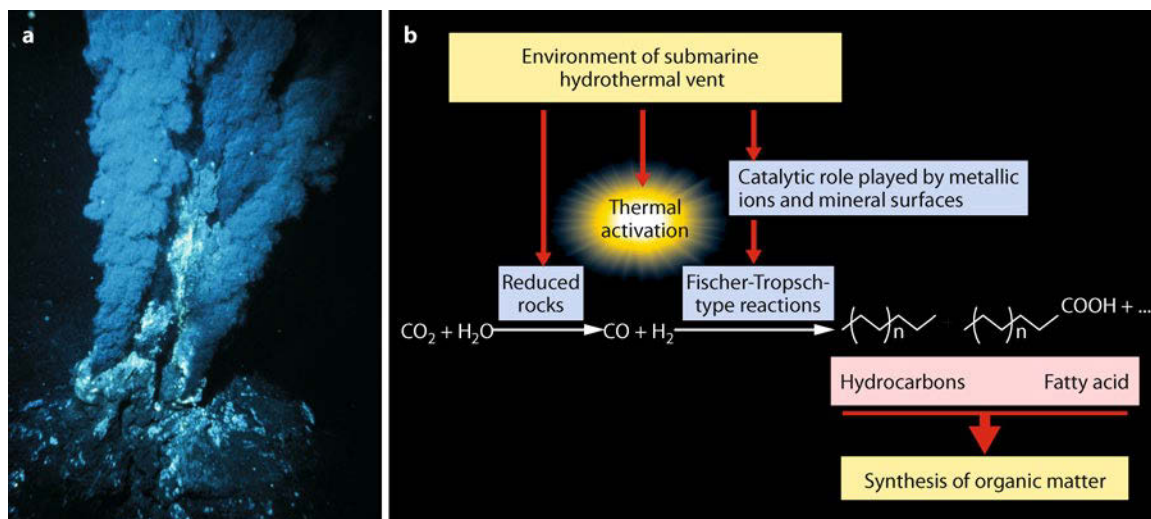 a
b
Environment of submarine
hydrothermal vent
Catalytic role played by metallic
ions and mineral surfaces
Thermal
activation
Reduced
rocks
Fischer-Tropsch-
type reactions
CO₂ + H₂O
CO + H₂
n
n
COOH + ...
Hydrocarbons
Fatty acid
Synthesis of organic matter